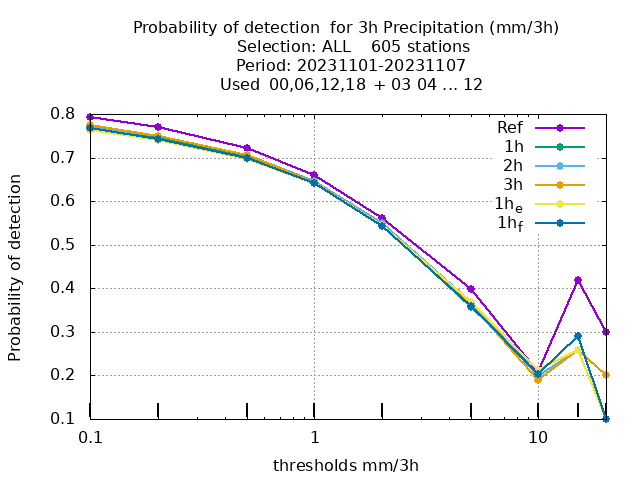 Probability of detection  for 3h Precipitation (mm/3h)
Selection: ALL    605 stations
Period: 20231101-20231107
Used  00,06,12,18  + 03 04 ... 12
Probability of detection
0.8
0.7
0.6
0.5
0.4
0.3
0.2
0.1
Ref
1h
2h
3h
1he
1hf
0.1
1
10
thresholds mm/3h